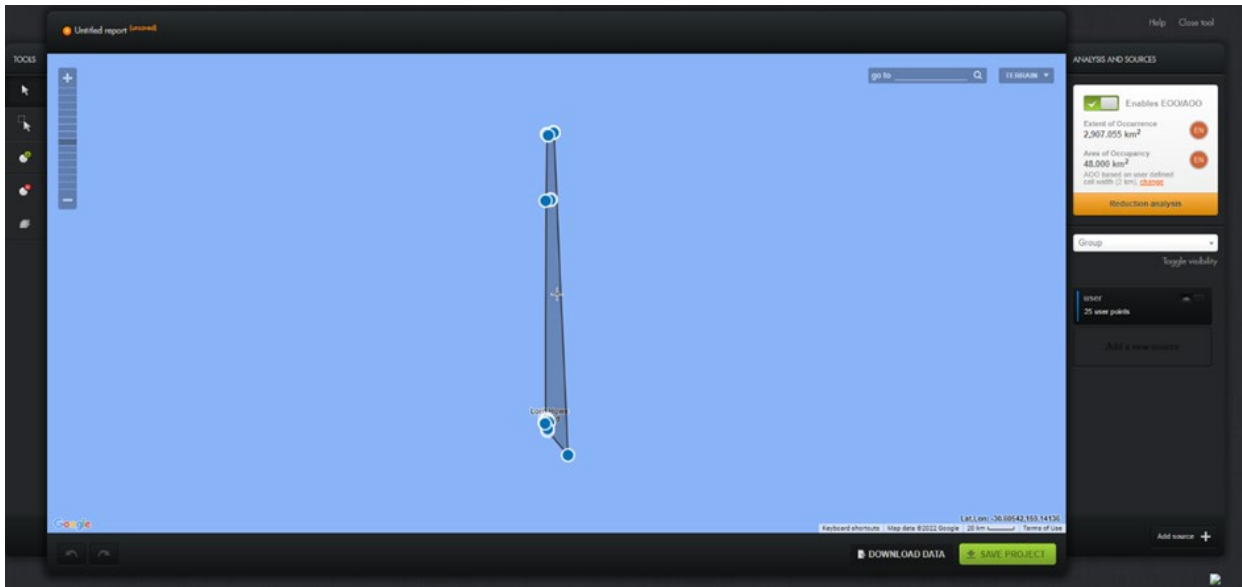 Untitled report (unsaved)
Help Close tool
TOOLS
go to
TERRAIN
Lord Howe
Google
Lat,Lon: -30.60542,159.14136
Keyboard shortcuts Map data ©2022 Google 20 km Terms of Use
DOWNLOAD DATA
SAVE PROJECT
ANALYSIS AND SOURCES
Enables EOO/AOO
Extent of Occurrence
2,907.055 km²
EN
Area of Occupancy
48.000 km²
EN
AOO based on user defined
cell width (2 km), change
Reduction analysis
Group
Toggle visibility
user
25 user points
Add a new source
Add source